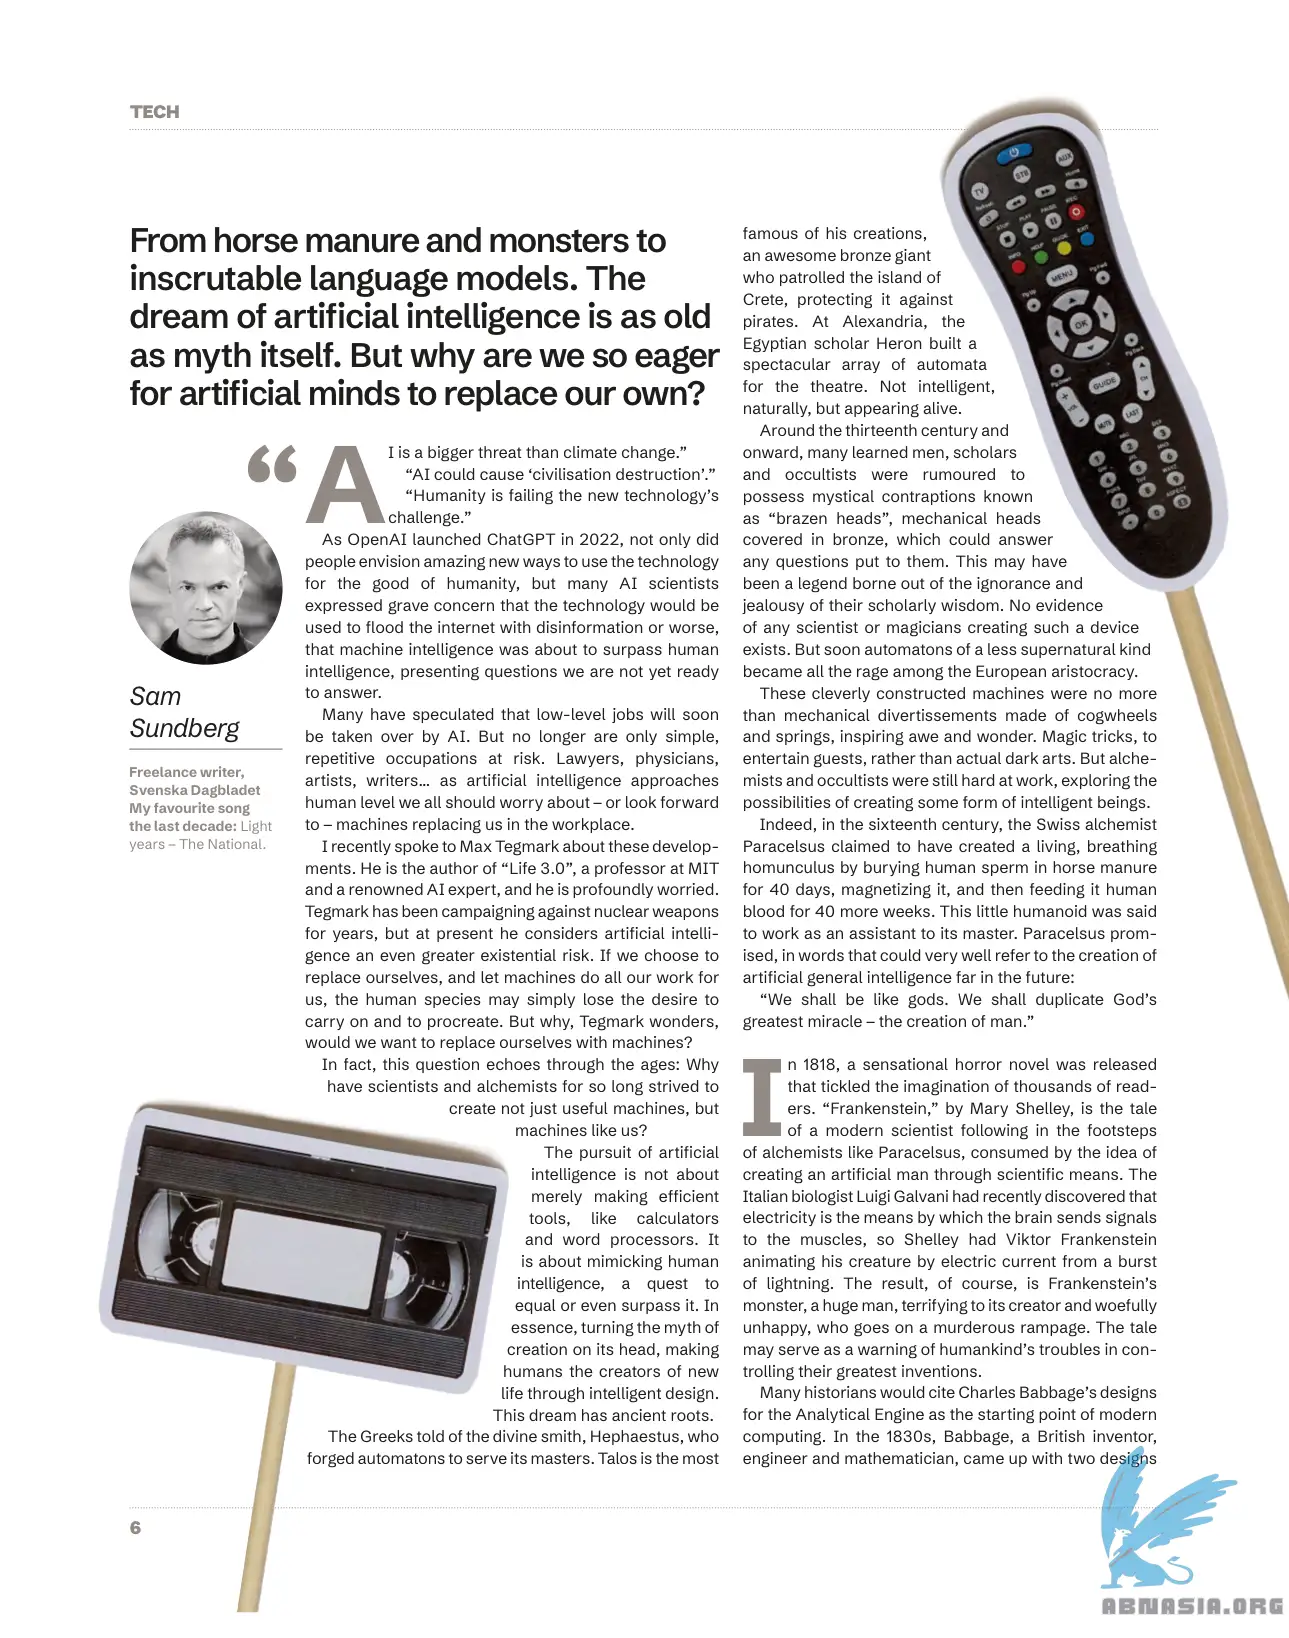 TECH
From horse manure and monsters to
inscrutable language models. The
dream of artificial intelligence is as old
as myth itself. But why are we so eager
for artificial minds to replace our own?
“AI is a bigger threat than climate change.”
“AI could cause ‘civilisation destruction’.”
“Humanity is failing the new technology’s
challenge.”
As OpenAI launched ChatGPT in 2022, not only did
people envision amazing new ways to use the technology
for the good of humanity, but many AI scientists
expressed grave concern that the technology would be
used to flood the internet with disinformation or worse,
that machine intelligence was about to surpass human
intelligence, presenting questions we are not yet ready
to answer.
Many have speculated that low-level jobs will soon
be taken over by AI. But no longer are only simple,
repetitive occupations at risk. Lawyers, physicians,
artists, writers… as artificial intelligence approaches
human level we all should worry about – or look forward
to – machines replacing us in the workplace.
I recently spoke to Max Tegmark about these develop-
ments. He is the author of “Life 3.0”, a professor at MIT
and a renowned AI expert, and he is profoundly worried.
Tegmark has been campaigning against nuclear weapons
for years, but at present he considers artificial intelli-
gence an even greater existential risk. If we choose to
replace ourselves, and let machines do all our work for
us, the human species may simply lose the desire to
carry on and to procreate. But why, Tegmark wonders,
would we want to replace ourselves with machines?
In fact, this question echoes through the ages: Why
have scientists and alchemists for so long strived to
create not just useful machines, but
machines like us?
The pursuit of artificial
intelligence is not about
merely making efficient
tools, like calculators
and word processors. It
is about mimicking human
intelligence, a quest to
equal or even surpass it. In
essence, turning the myth of
creation on its head, making
humans the creators of new
life through intelligent design.
This dream has ancient roots.
The Greeks told of the divine smith, Hephaestus, who
forged automatons to serve its masters. Talos is the most
Sam
Sundberg
Freelance writer,
Svenska Dagbladet
My favourite song
the last decade: Light
years – The National.
famous of his creations,
an awesome bronze giant
who patrolled the island of
Crete, protecting it against
pirates. At Alexandria, the
Egyptian scholar Heron built a
spectacular array of automata
for the theatre. Not intelligent,
naturally, but appearing alive.
Around the thirteenth century and
onward, many learned men, scholars
and occultists were rumoured to
possess mystical contraptions known
as “brazen heads”, mechanical heads
covered in bronze, which could answer
any questions put to them. This may have
been a legend borne out of the ignorance and
jealousy of their scholarly wisdom. No evidence
of any scientist or magicians creating such a device
exists. But soon automatons of a less supernatural kind
became all the rage among the European aristocracy.
These cleverly constructed machines were no more
than mechanical divertissements made of cogwheels
and springs, inspiring awe and wonder. Magic tricks, to
entertain guests, rather than actual dark arts. But alche-
mists and occultists were still hard at work, exploring the
possibilities of creating some form of intelligent beings.
Indeed, in the sixteenth century, the Swiss alchemist
Paracelsus claimed to have created a living, breathing
homunculus by burying human sperm in horse manure
for 40 days, magnetizing it, and then feeding it human
blood for 40 more weeks. This little humanoid was said
to work as an assistant to its master. Paracelsus prom-
ised, in words that could very well refer to the creation of
artificial general intelligence far in the future:
“We shall be like gods. We shall duplicate God’s
greatest miracle – the creation of man.”
In 1818, a sensational horror novel was released
that tickled the imagination of thousands of read-
ers. “Frankenstein,” by Mary Shelley, is the tale
of a modern scientist following in the footsteps
of alchemists like Paracelsus, consumed by the idea of
creating an artificial man through scientific means. The
Italian biologist Luigi Galvani had recently discovered that
electricity is the means by which the brain sends signals
to the muscles, so Shelley had Viktor Frankenstein
animating his creature by electric current from a burst
of lightning. The result, of course, is Frankenstein’s
monster, a huge man, terrifying to its creator and woefully
unhappy, who goes on a murderous rampage. The tale
may serve as a warning of humankind’s troubles in con-
trolling their greatest inventions.
Many historians would cite Charles Babbage’s designs
for the Analytical Engine as the starting point of modern
computing. In the 1830s, Babbage, a British inventor,
engineer and mathematician, came up with two designs
AUX
STB
TV
PLAY
PAUSE
REC
STOP
INFO
HELP
GUIDE
EXIT
MENU
OK
GUIDE
CH
VOL
MUTE
LAST
6
ABNASIA.ORG